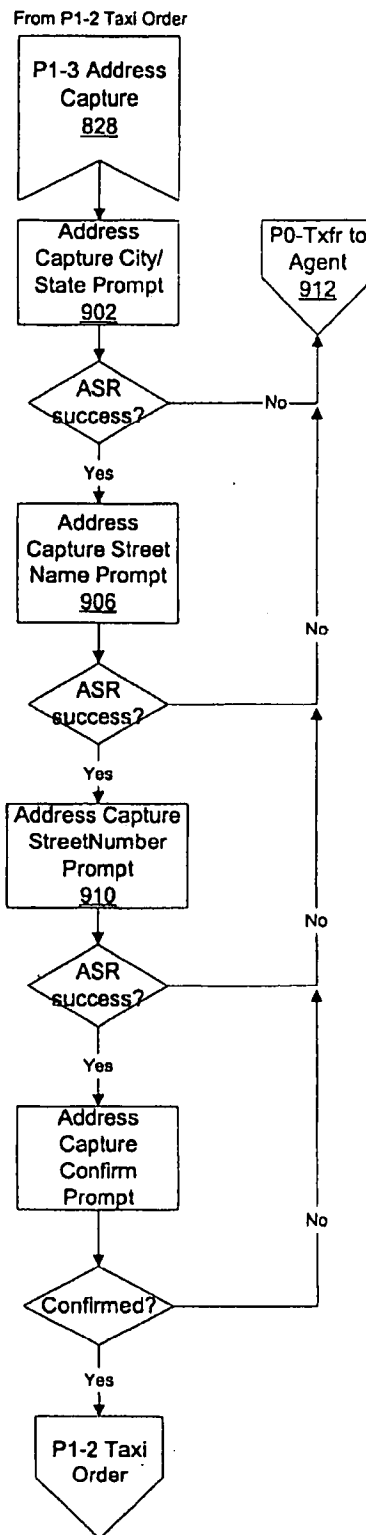 From P1-2 Taxi Order
P1-3 Address
Capture
828
Address
Capture City/
State Prompt
902
P0-Txfr to
Agent
912
ASR
success?
No
Yes
Address
Capture Street
Name Prompt
906
No
ASR
success?
Yes
Address Capture
StreetNumber
Prompt
910
No
ASR
success?
Yes
Address
Capture
Confirm
Prompt
No
Confirmed?
Yes
P1-2 Taxi
Order